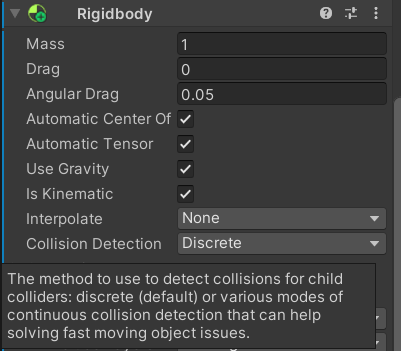 Rigidbody
Mass 1
Drag 0
Angular Drag 0.05
Automatic Center Of
Automatic Tensor
Use Gravity
Is Kinematic
Interpolate None
Collision Detection Discrete
The method to use to detect collisions for child
colliders: discrete (default) or various modes of
continuous collision detection that can help
solving fast moving object issues.